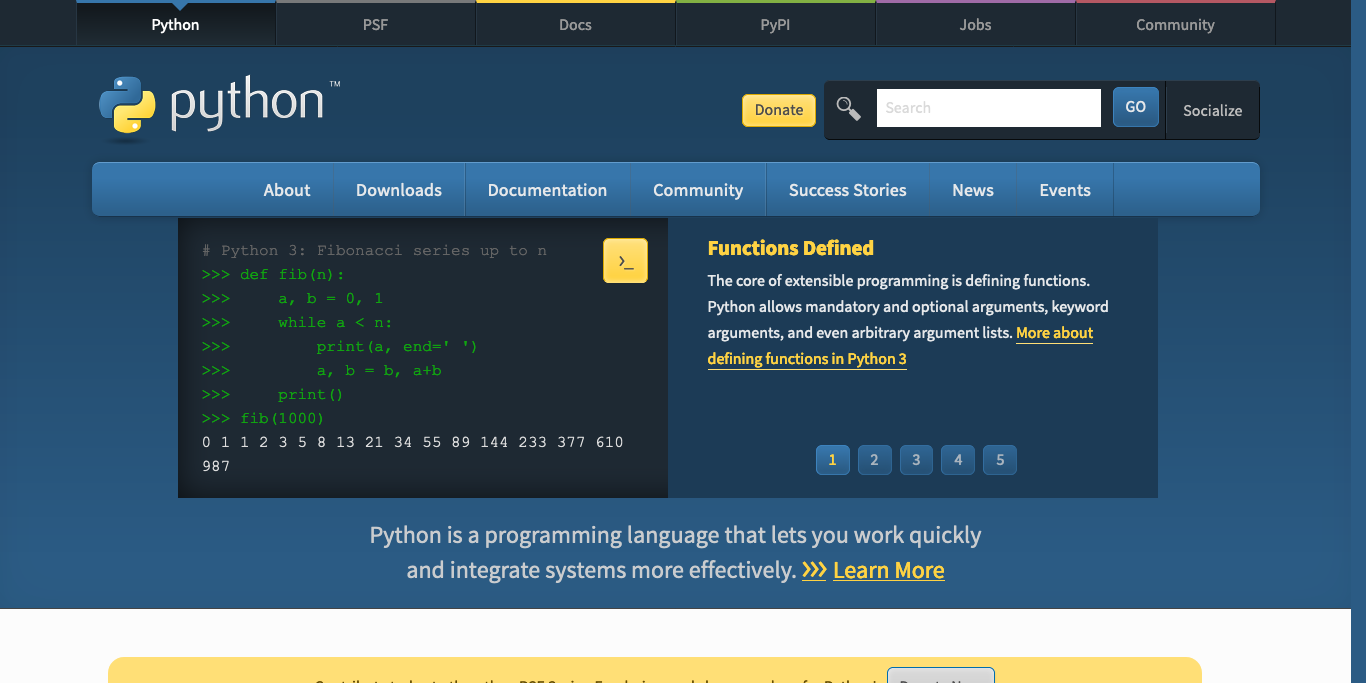 Python
PSF
Docs
PyPI
Jobs
Community
python™
Donate
Search
GO
Socialize
About
Downloads
Documentation
Community
Success Stories
News
Events
# Python 3: Fibonacci series up to n
>>> def fib(n):
>>>     a, b = 0, 1
>>>     while a < n:
>>>         print(a, end=' ')
>>>         a, b = b, a+b
>>>     print()
>>> fib(1000)
0 1 1 2 3 5 8 13 21 34 55 89 144 233 377 610
987
>_
Functions Defined
The core of extensible programming is defining functions.
Python allows mandatory and optional arguments, keyword
arguments, and even arbitrary argument lists. More about
defining functions in Python 3
1
2
3
4
5
Python is a programming language that lets you work quickly
and integrate systems more effectively. >>> Learn More